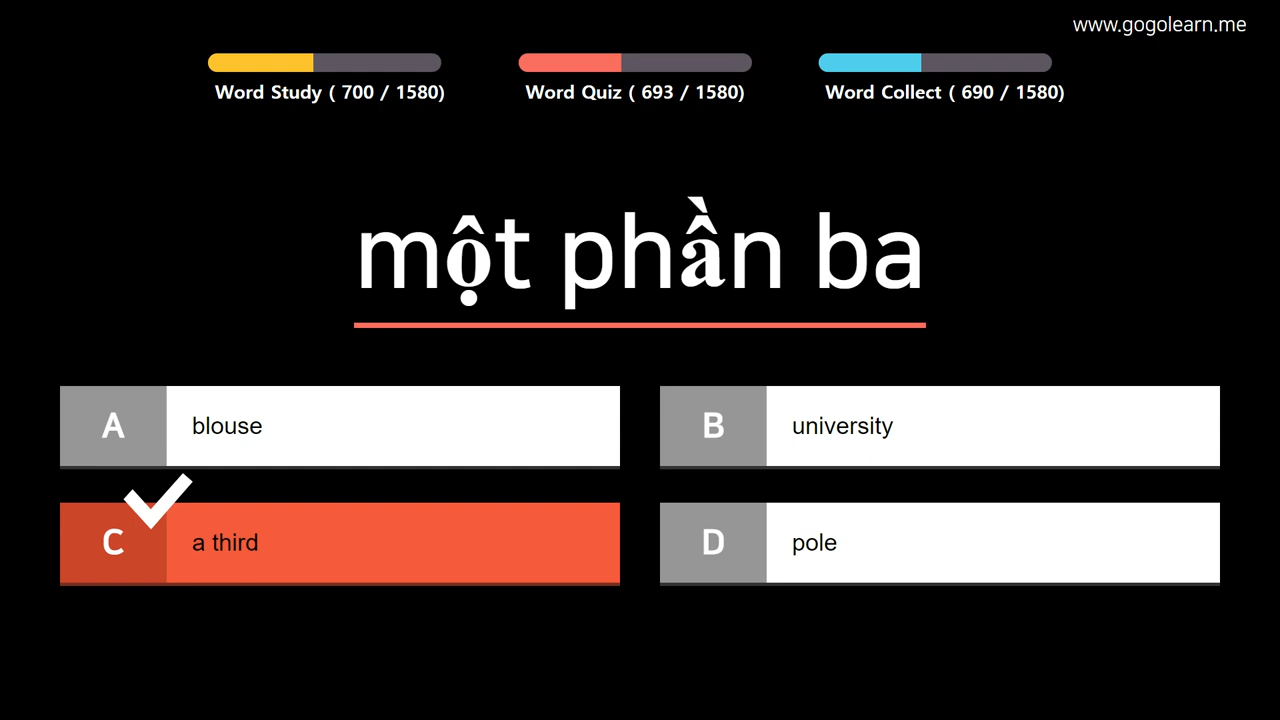 www.gogolearn.me
Word Study ( 700 / 1580)
Word Quiz ( 693 / 1580)
Word Collect ( 690 / 1580)
một phần ba
A blouse
B university
C a third
D pole